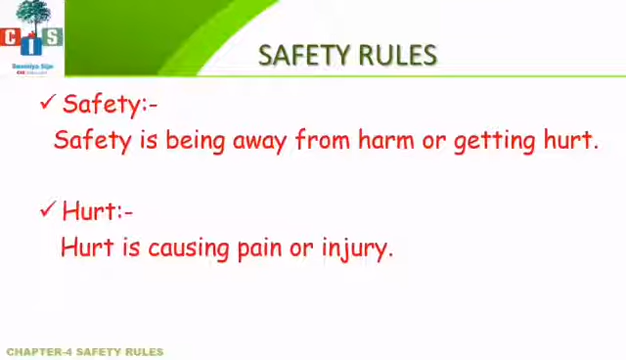 CIS
SAFETY RULES
Safety:-
Safety is being away from harm or getting hurt.
Hurt:-
Hurt is causing pain or injury.
CHAPTER-4 SAFETY RULES